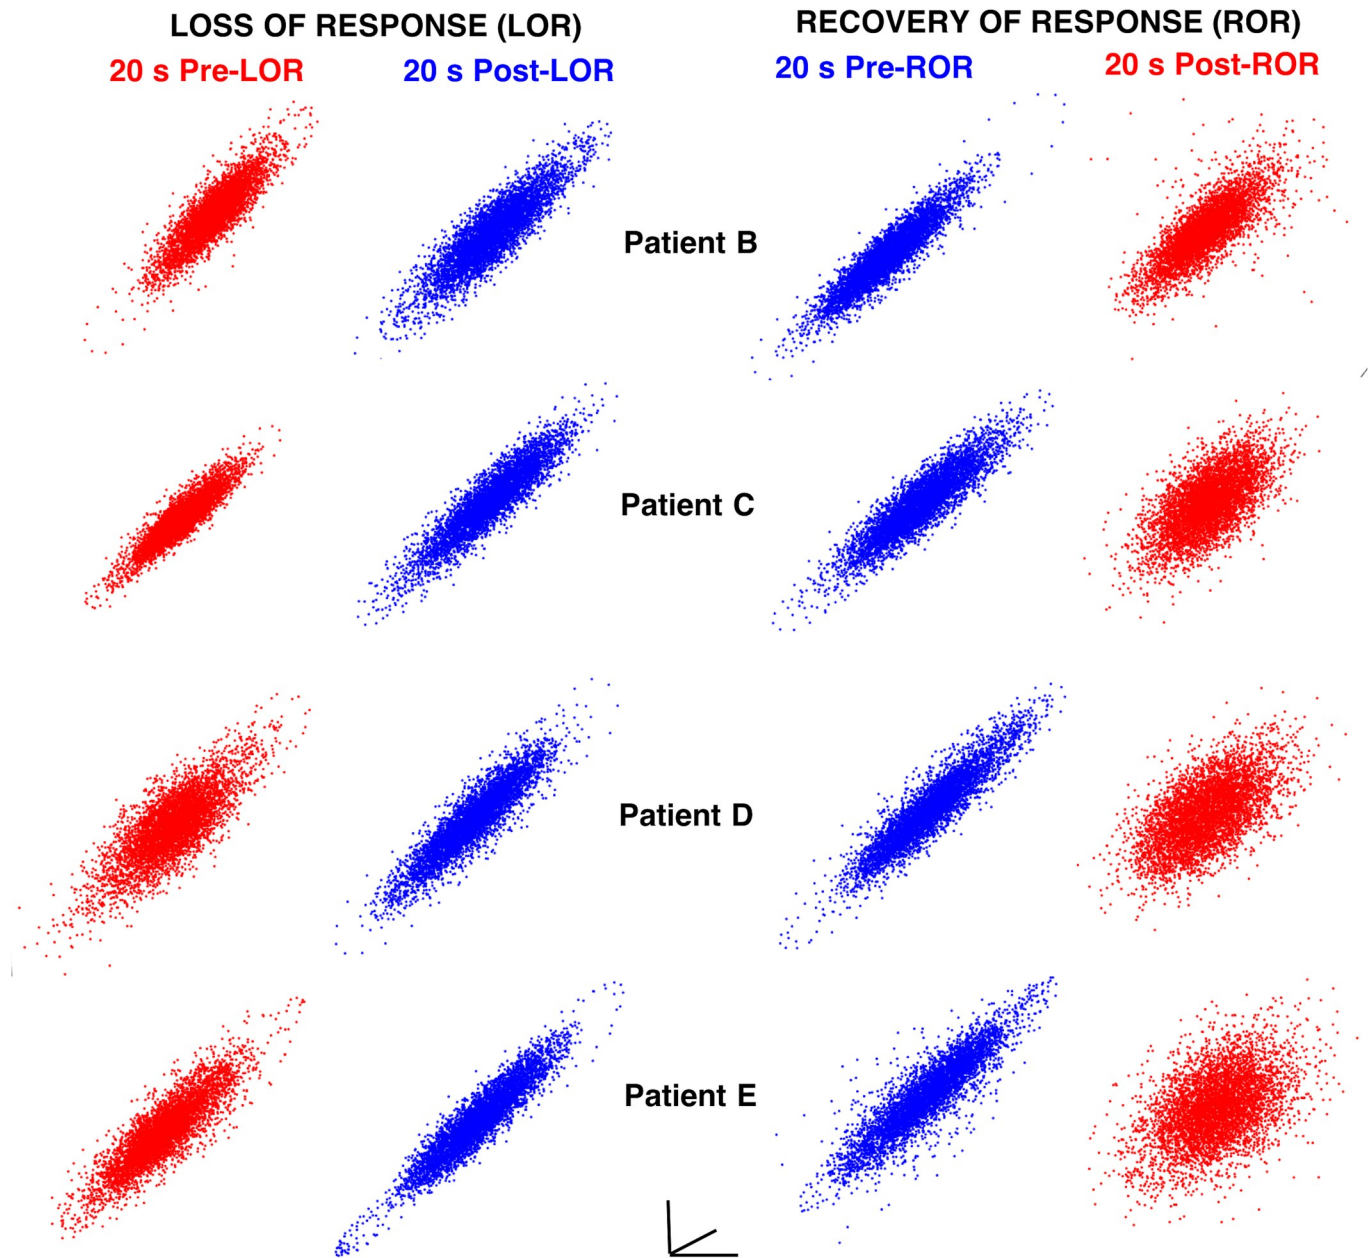 LOSS OF RESPONSE (LOR)
RECOVERY OF RESPONSE (ROR)
20 s Pre-LOR
20 s Post-LOR
20 s Pre-ROR
20 s Post-ROR
Patient B
Patient C
Patient D
Patient E